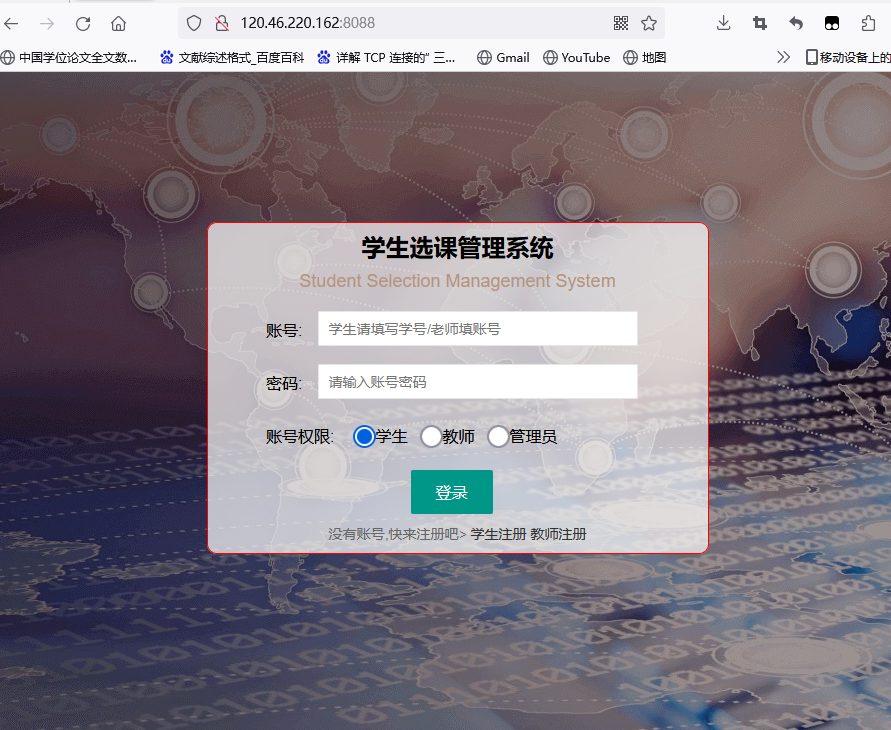 120.46.220.162:8088
中国学位论文全文数... 文献综述格式_百度百科 详解 TCP 连接的“ 三... Gmail YouTube 地图 移动设备上的
学生选课管理系统
Student Selection Management System
账号: 学生请填写学号/老师填账号
密码: 请输入账号密码
账号权限: 学生 教师 管理员
登录
没有账号,快来注册吧> 学生注册 教师注册